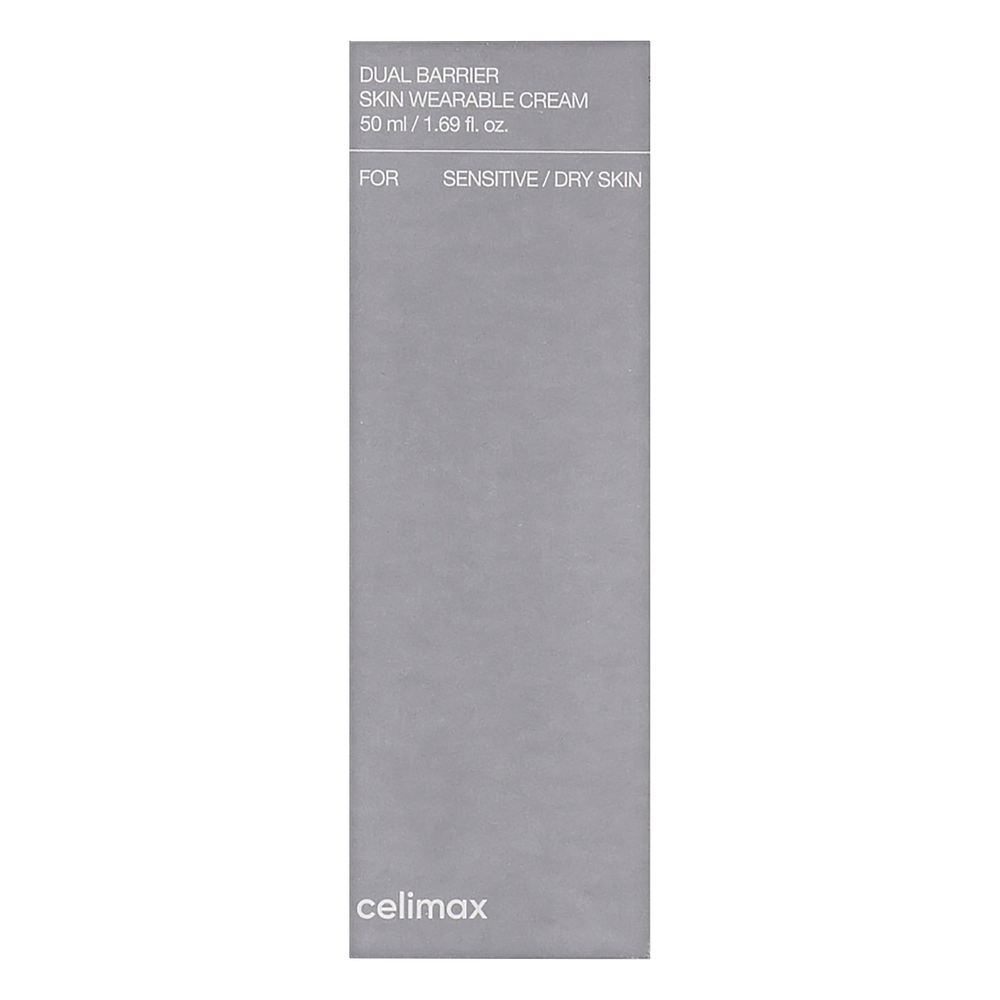 DUAL BARRIER
SKIN WEARABLE CREAM
50 ml / 1.69 fl. oz.
FOR SENSITIVE / DRY SKIN
celimax